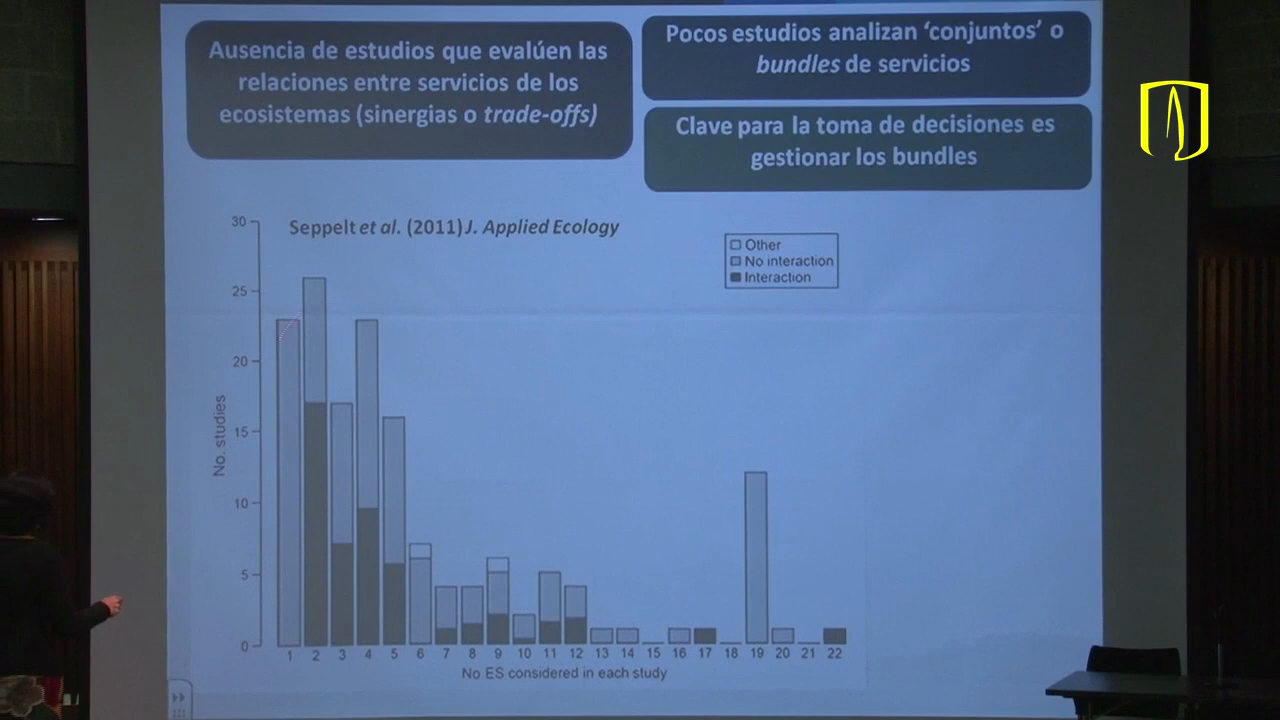 Ausencia de estudios que evalúen las
relaciones entre servicios de los
ecosistemas (sinergias o trade-offs)
Pocos estudios analizan ‘conjuntos’ o
bundles de servicios
Clave para la toma de decisiones es
gestionar los bundles
Seppelt et al. (2011) J. Applied Ecology
Other
No interaction
Interaction
No. studies
30
25
20
15
10
5
0
1 2 3 4 5 6 7 8 9 10 11 12 13 14 15 16 17 18 19 20 21 22
No ES considered in each study